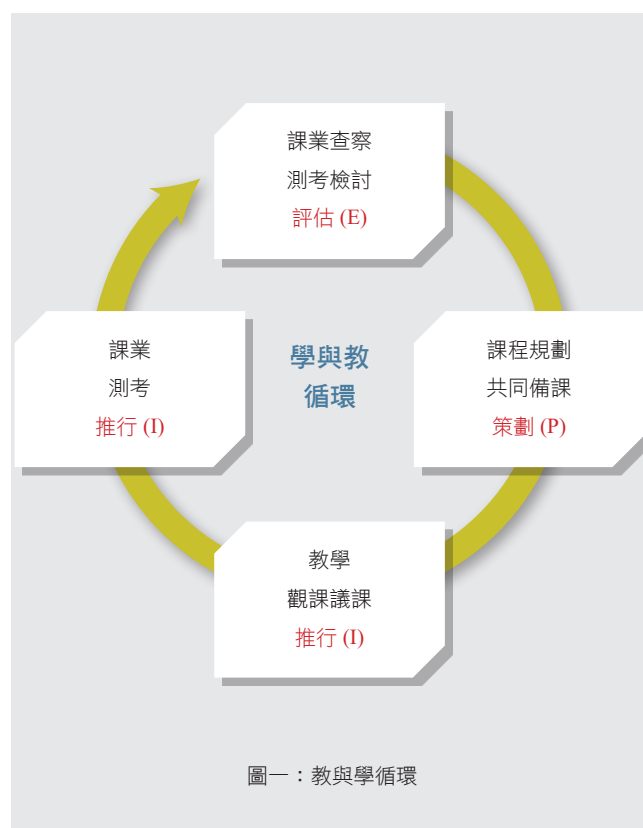 課業查察
測考檢討
評估 (E)
課業
測考
推行 (I)
學與教
循環
課程規劃
共同備課
策劃 (P)
教學
觀課議課
推行 (I)
圖一：教與學循環